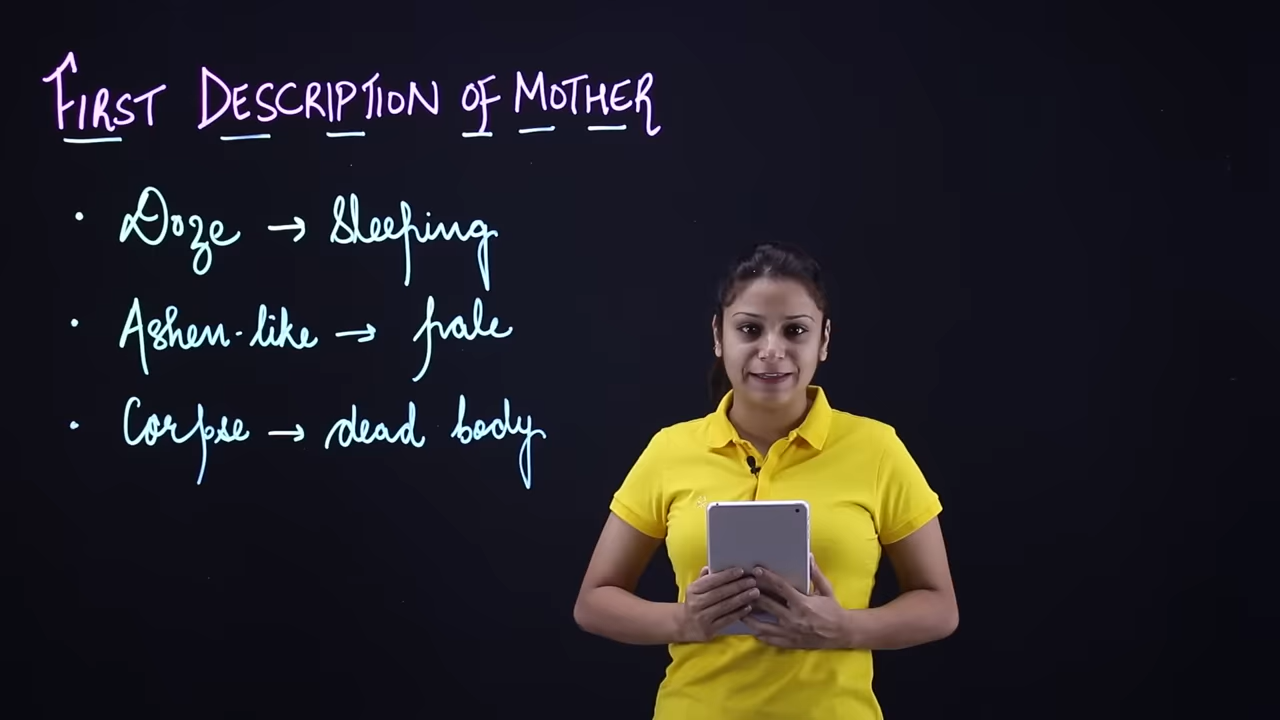 FIRST DESCRIPTION OF MOTHER
• Doze → Sleeping
• Ashen-like → pale
• Corpse → dead body